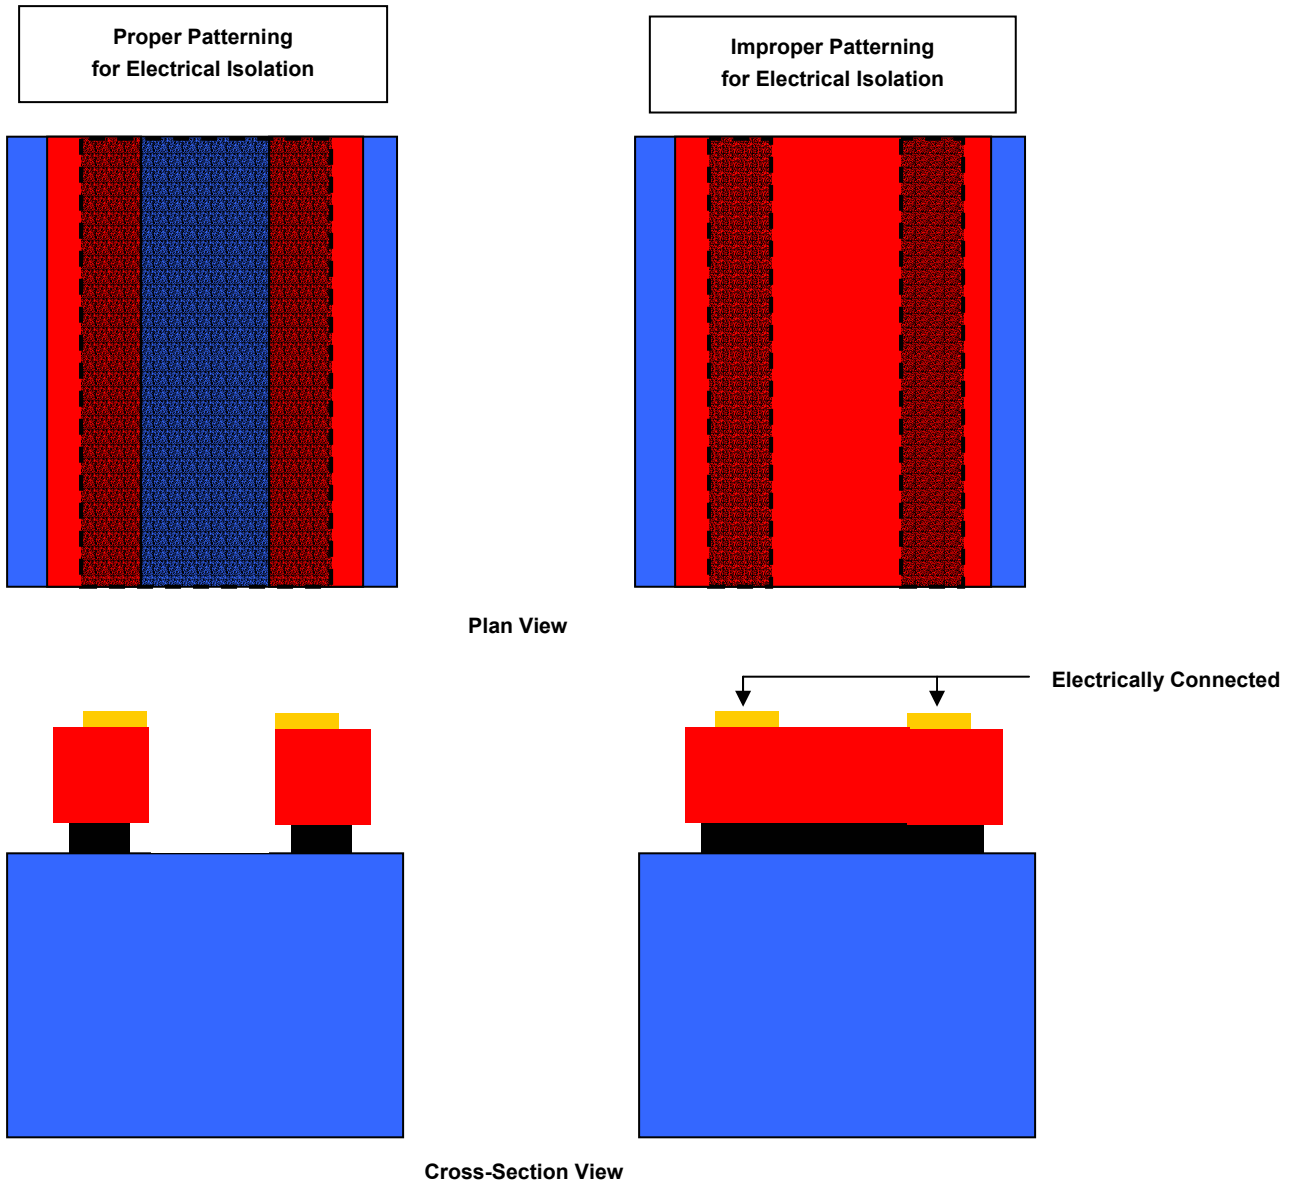 Proper Patterning
for Electrical Isolation
Improper Patterning
for Electrical Isolation
Plan View
Electrically Connected
Cross-Section View